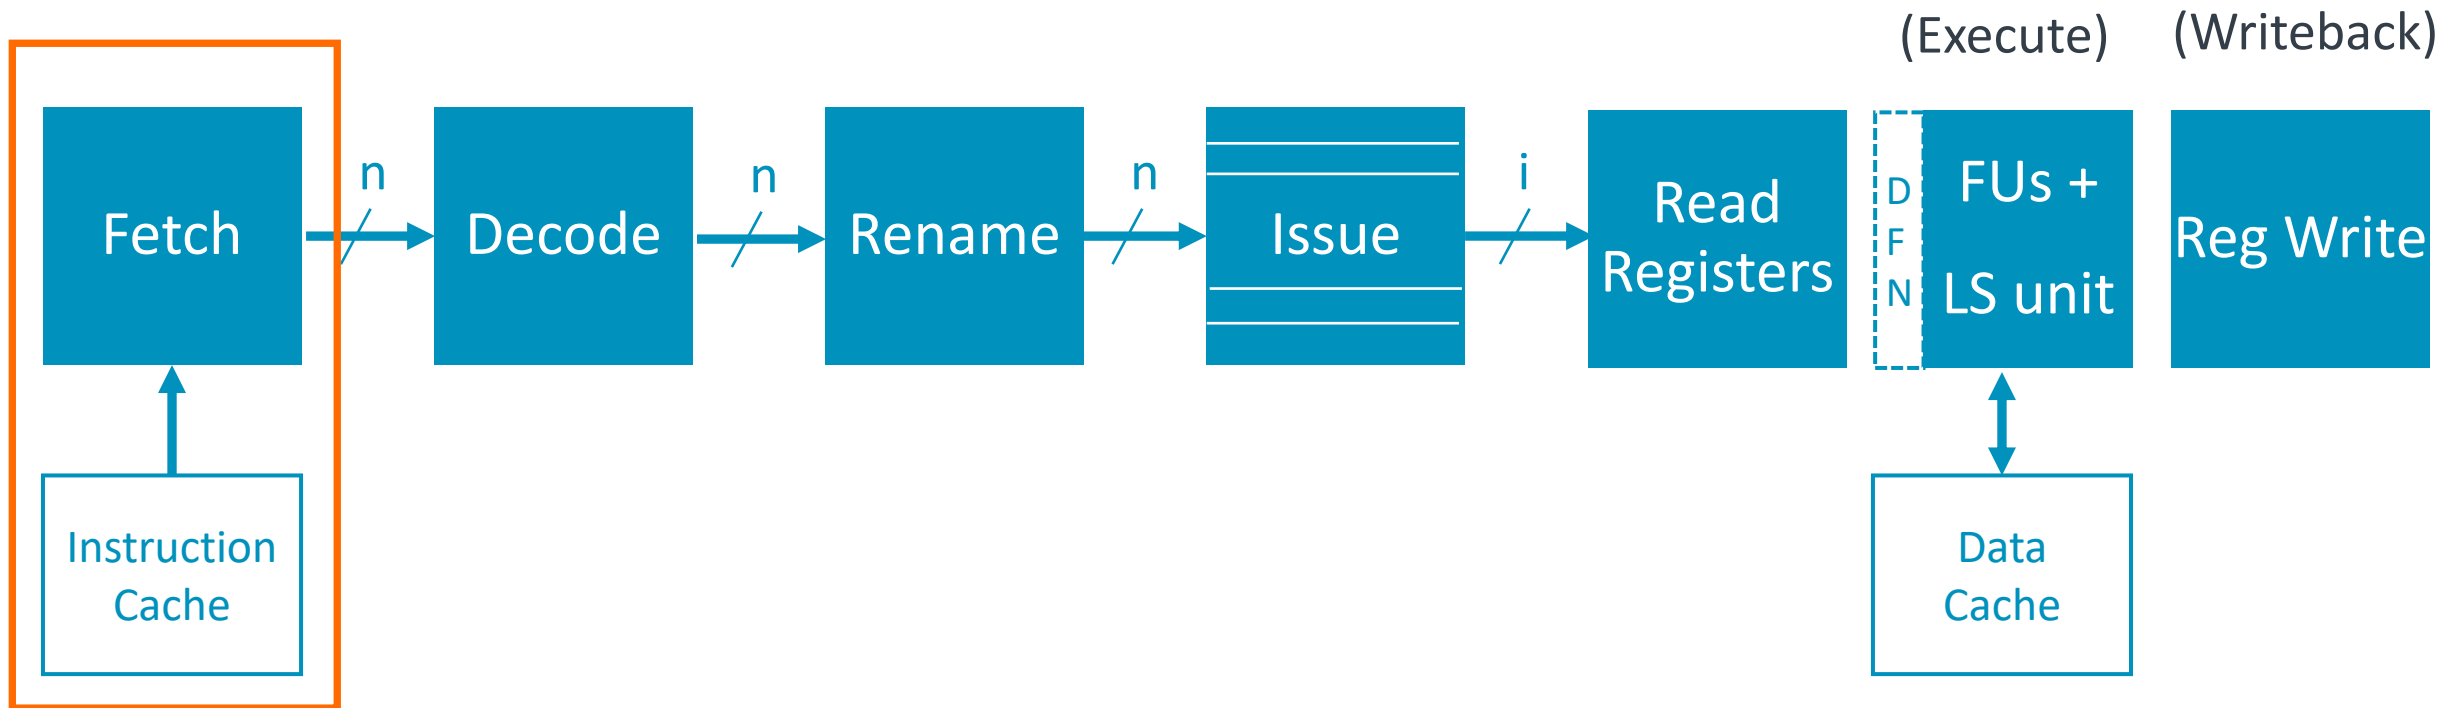 (Execute)
(Writeback)
Fetch
n
Decode
n
Rename
n
Issue
i
Read
Registers
D
F
N
FUs +
LS unit
Reg Write
Instruction
Cache
Data
Cache